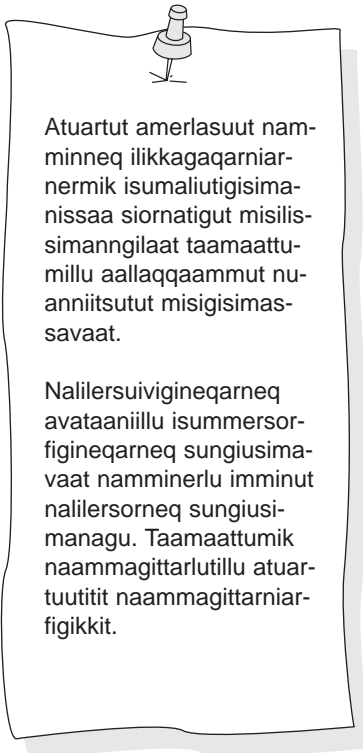 Atuartut amerlasuut nam-
minneq ilikkagaqarniar-
nermik isumaliutigisima-
nissaa siornatigut misilis-
simanngilaat taamaattu-
millu aallaqqaammut nu-
anniitsutut misigisimas-
savaat.

Nalilersuivigineqarneq
avataaniillu isummersor-
figineqarneq sungiusima-
vaat namminerlu imminut
nalilersorneq sungiusi-
managu. Taamaattumik
naammagittarlutillu atuar-
tuutitit naammagittarniar-
figikkit.